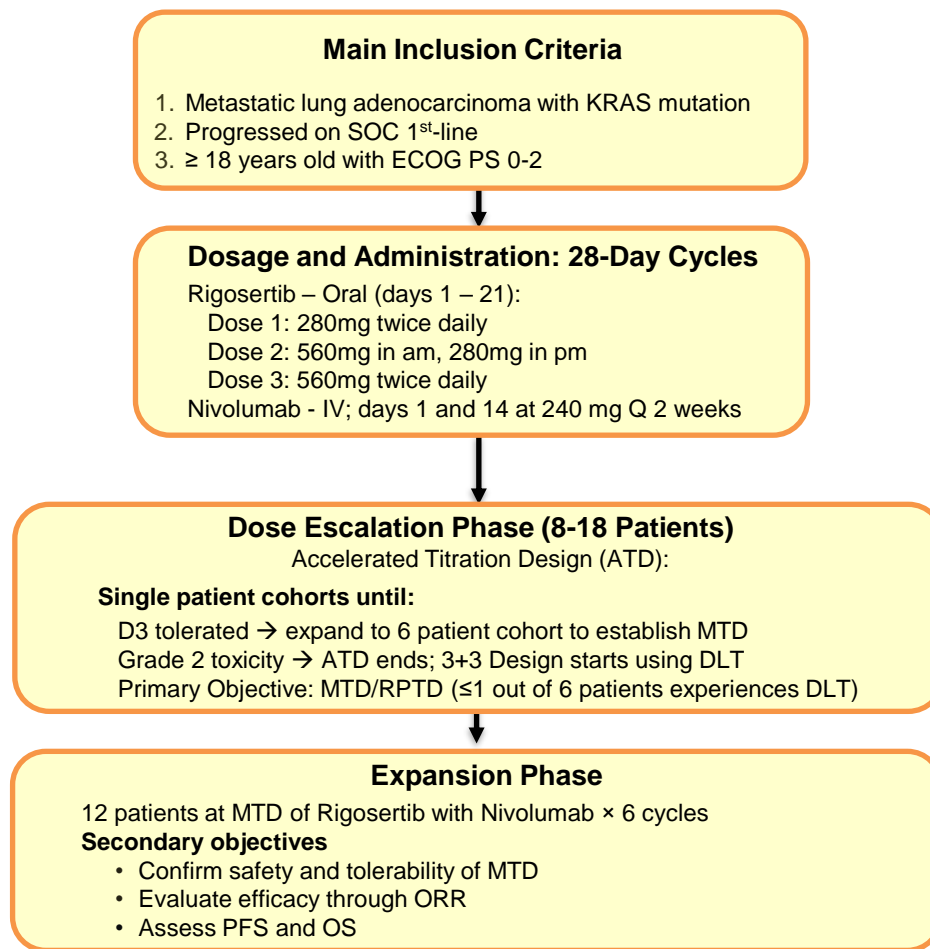 Main Inclusion Criteria
1. Metastatic lung adenocarcinoma with KRAS mutation
2. Progressed on SOC 1st-line
3. ≥ 18 years old with ECOG PS 0-2
Dosage and Administration: 28-Day Cycles
Rigosertib – Oral (days 1 – 21):
Dose 1: 280mg twice daily
Dose 2: 560mg in am, 280mg in pm
Dose 3: 560mg twice daily
Nivolumab - IV; days 1 and 14 at 240 mg Q 2 weeks
Dose Escalation Phase (8-18 Patients)
Accelerated Titration Design (ATD):
Single patient cohorts until:
D3 tolerated → expand to 6 patient cohort to establish MTD
Grade 2 toxicity → ATD ends; 3+3 Design starts using DLT
Primary Objective: MTD/RPTD (≤1 out of 6 patients experiences DLT)
Expansion Phase
12 patients at MTD of Rigosertib with Nivolumab × 6 cycles
Secondary objectives
• Confirm safety and tolerability of MTD
• Evaluate efficacy through ORR
• Assess PFS and OS